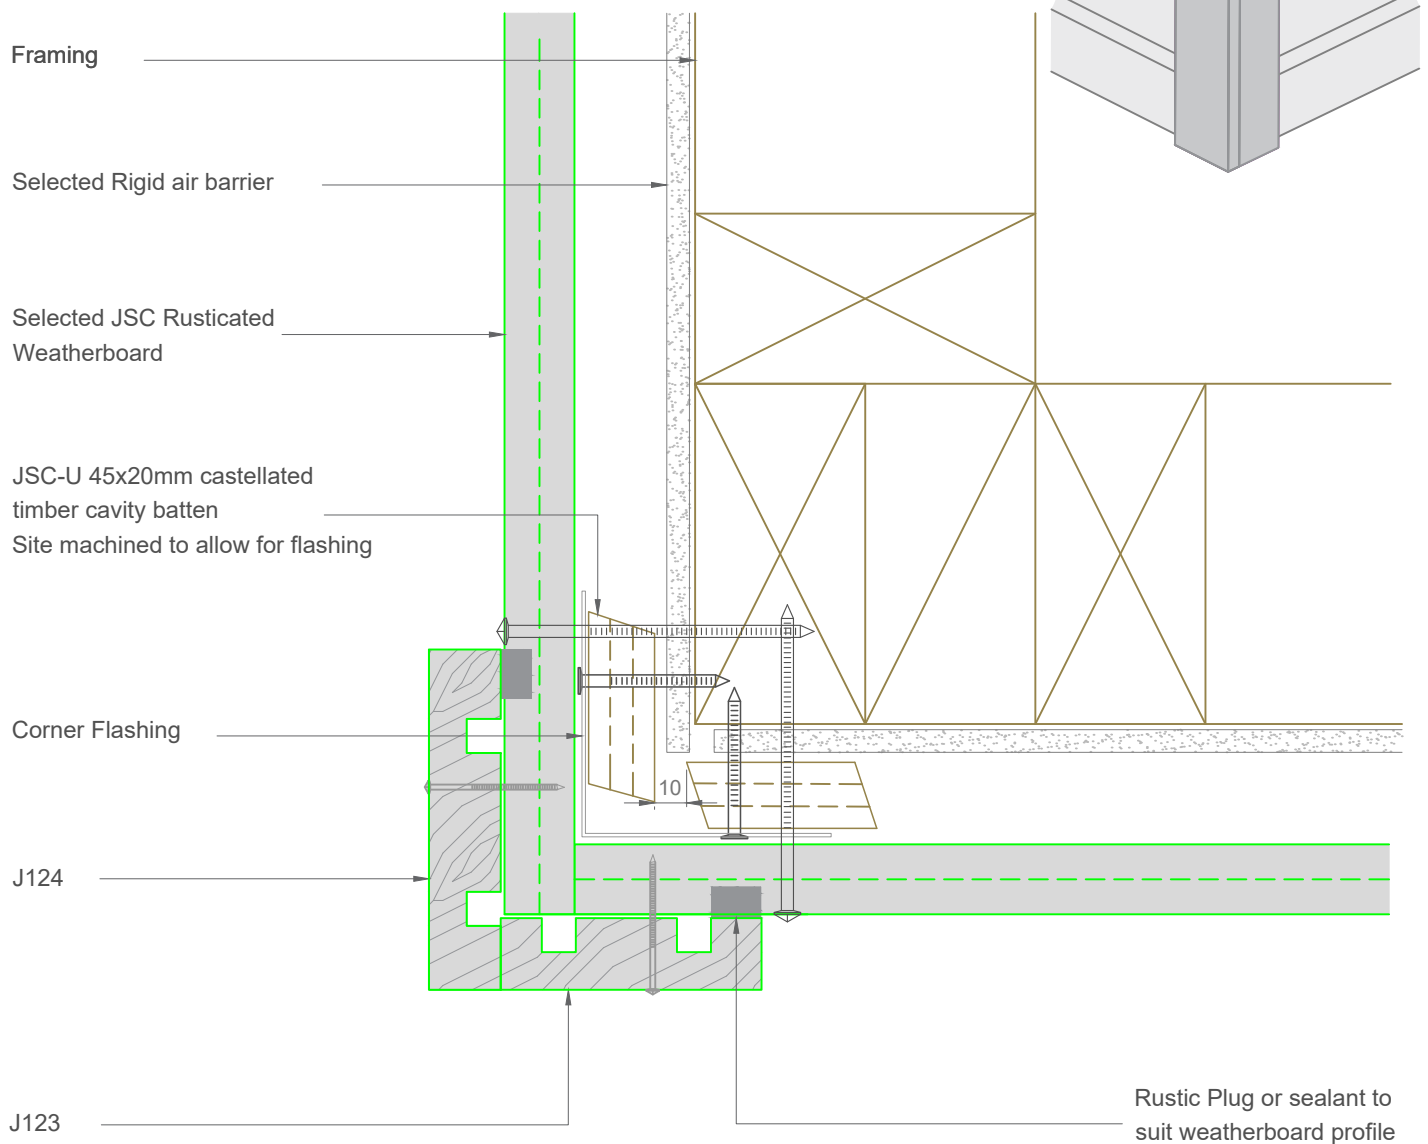 Framing
Selected Rigid air barrier
Selected JSC Rusticated
Weatherboard
JSC-U 45x20mm castellated
timber cavity batten
Site machined to allow for flashing
Corner Flashing
10
J124
J123
Rustic Plug or sealant to
suit weatherboard profile